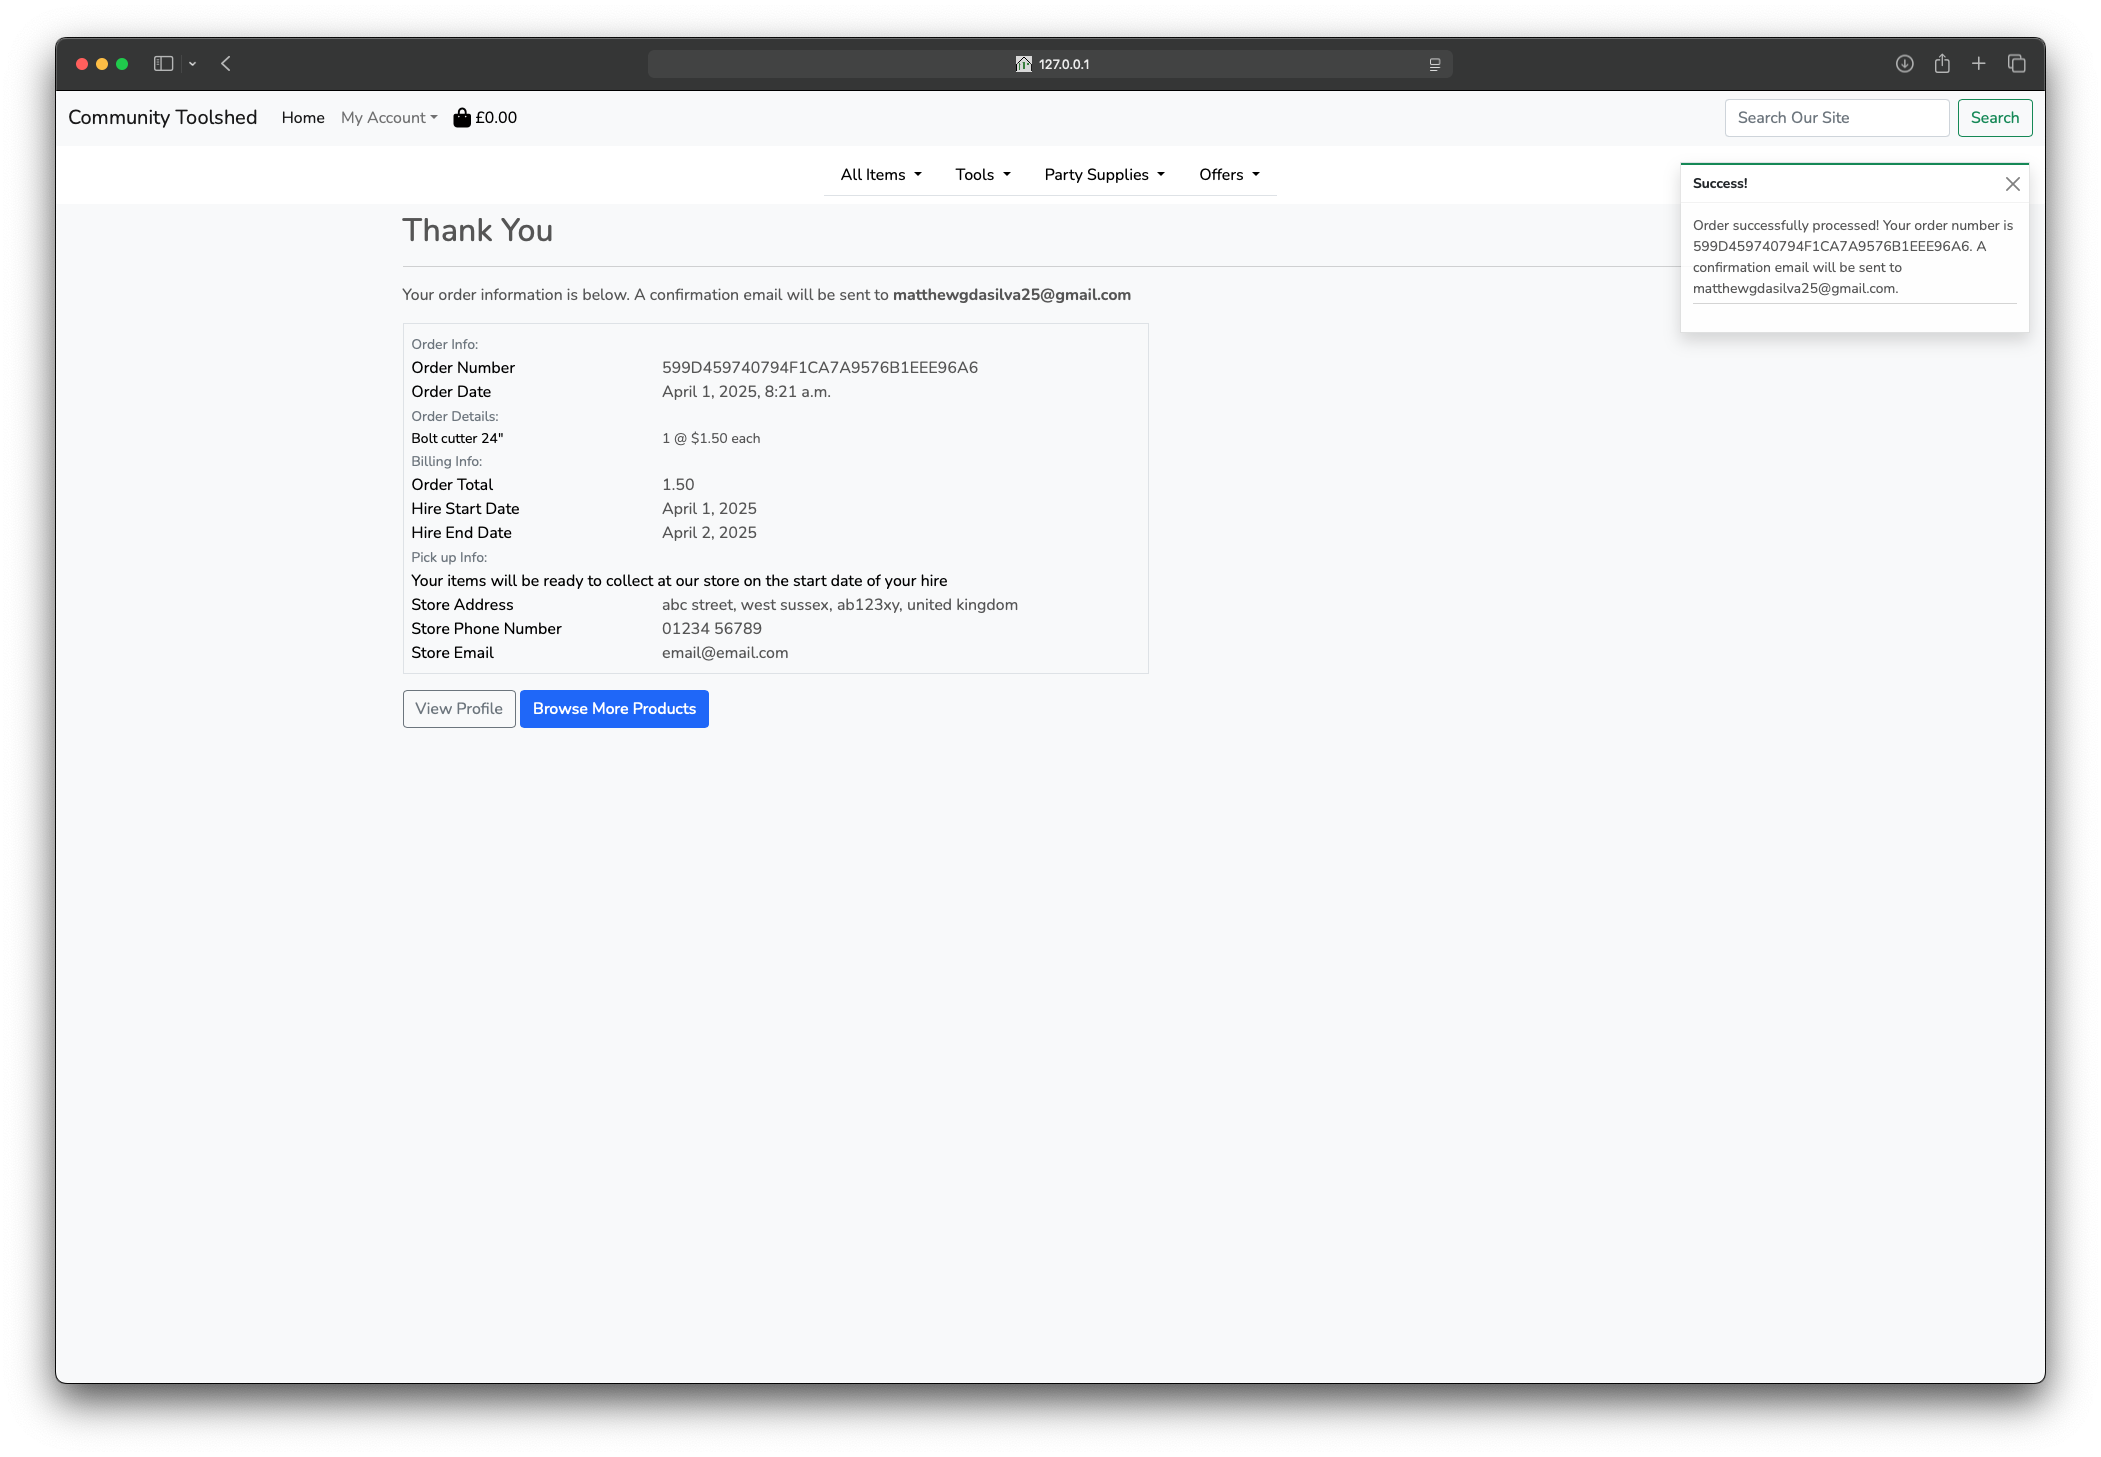 127.0.0.1
Community Toolshed Home My Account £0.00 Search Our Site Search
All Items Tools Party Supplies Offers
Success!
Order successfully processed! Your order number is
599D459740794F1CA7A9576B1EEE96A6. A
confirmation email will be sent to
matthewgdasilva25@gmail.com.
Thank You
Your order information is below. A confirmation email will be sent to matthewgdasilva25@gmail.com
Order Info:
Order Number 599D459740794F1CA7A9576B1EEE96A6
Order Date April 1, 2025, 8:21 a.m.
Order Details:
Bolt cutter 24" 1 @ $1.50 each
Billing Info:
Order Total 1.50
Hire Start Date April 1, 2025
Hire End Date April 2, 2025
Pick up Info:
Your items will be ready to collect at our store on the start date of your hire
Store Address abc street, west sussex, ab123xy, united kingdom
Store Phone Number 01234 56789
Store Email email@email.com
View Profile Browse More Products